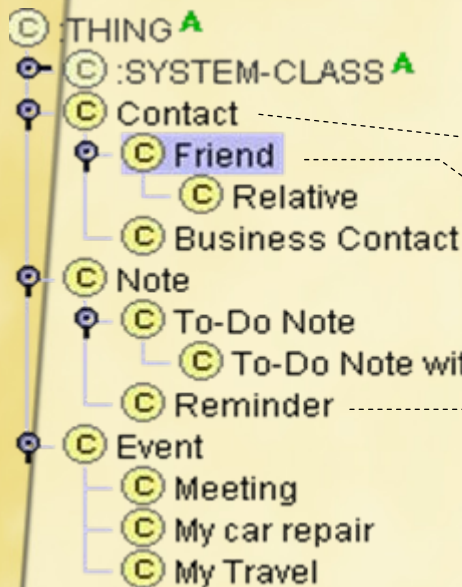 C :THING A
C :SYSTEM-CLASS A
C Contact
C Friend
C Relative
C Business Contact
C Note
C To-Do Note
C To-Do Note
C Reminder
C Event
C Meeting
C My car repair
C My Travel